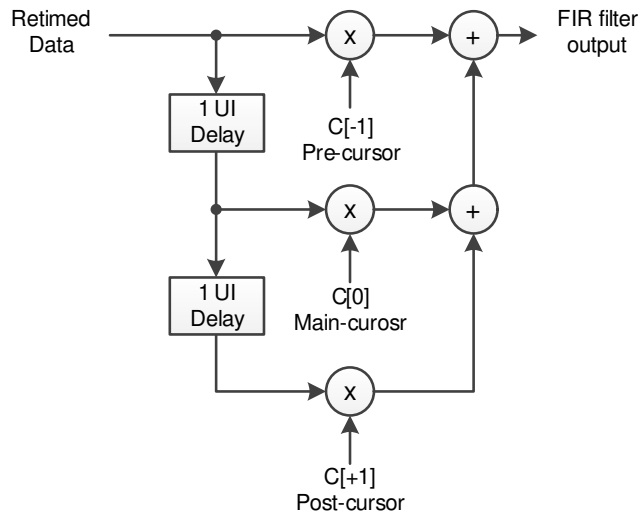 Retimed
Data
x
+
FIR filter
output
1 UI
Delay
C[-1]
Pre-cursor
x
+
1 UI
Delay
C[0]
Main-curosr
x
C[+1]
Post-cursor